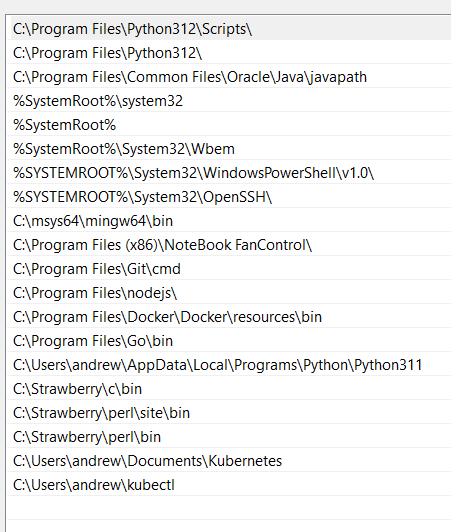 C:\Program Files\Python312\Scripts\
C:\Program Files\Python312\
C:\Program Files\Common Files\Oracle\Java\javapath
%SystemRoot%\system32
%SystemRoot%
%SystemRoot%\System32\Wbem
%SYSTEMROOT%\System32\WindowsPowerShell\v1.0\
%SYSTEMROOT%\System32\OpenSSH\
C:\msys64\mingw64\bin
C:\Program Files (x86)\NoteBook FanControl\
C:\Program Files\Git\cmd
C:\Program Files\nodejs\
C:\Program Files\Docker\Docker\resources\bin
C:\Program Files\Go\bin
C:\Users\andrew\AppData\Local\Programs\Python\Python311
C:\Strawberry\c\bin
C:\Strawberry\perl\site\bin
C:\Strawberry\perl\bin
C:\Users\andrew\Documents\Kubernetes
C:\Users\andrew\kubectl